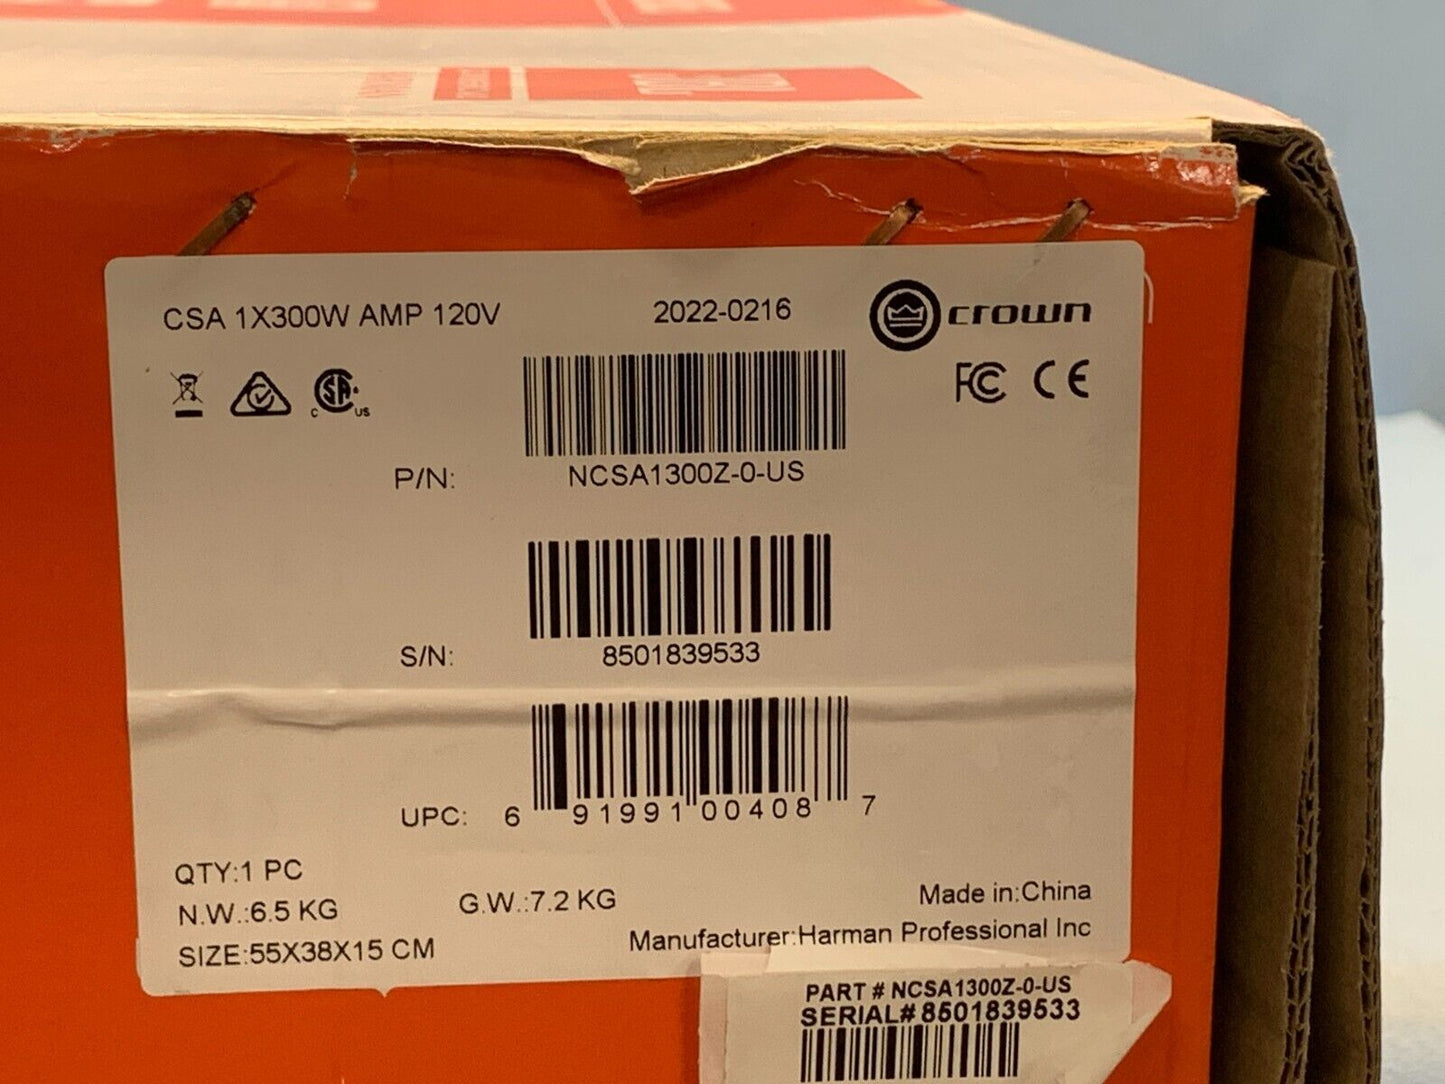 CSA 1X300W AMP 120V
2022-0216
crown
FC CE
CSA
C US
P/N: NCSA1300Z-0-US
S/N: 8501839533
UPC: 6 91991 00408 7
QTY:1 PC
N.W.:6.5 KG G.W.:7.2 KG
SIZE:55X38X15 CM
Made in:China
Manufacturer:Harman Professional Inc
PART # NCSA1300Z-0-US
SERIAL# 8501839533